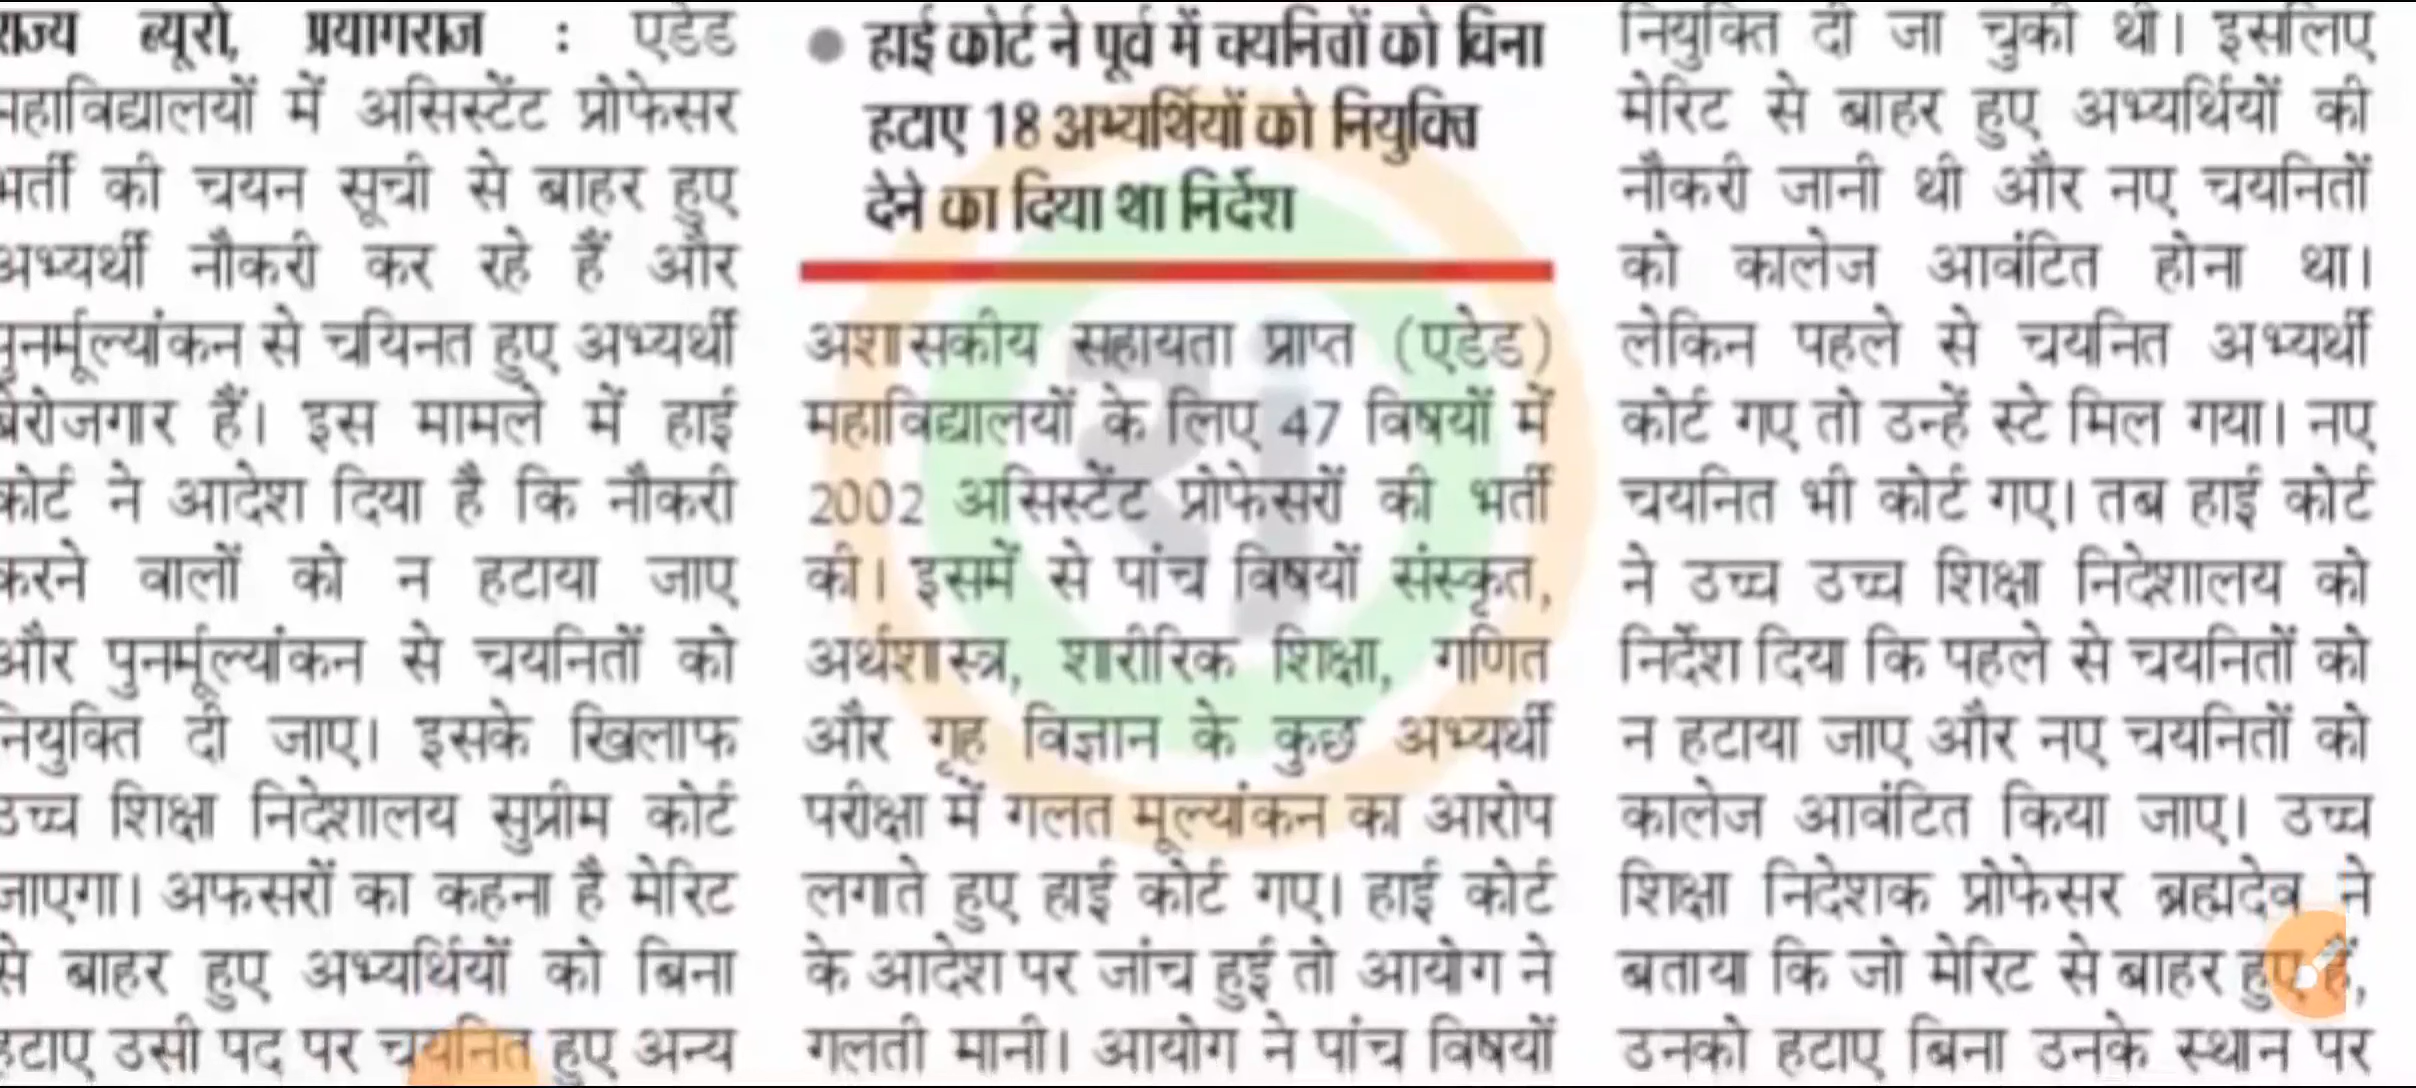 राज्य ब्यूरो, प्रयागराज : एडेड
महाविद्यालयों में असिस्टेंट प्रोफेसर
भर्ती की चयन सूची से बाहर हुए
अभ्यर्थी नौकरी कर रहे हैं और
पुनर्मूल्यांकन से चयिनत हुए अभ्यर्थी
बेरोजगार हैं। इस मामले में हाई
कोर्ट ने आदेश दिया है कि नौकरी
करने वालों को न हटाया जाए
और पुनर्मूल्यांकन से चयनितों को
नियुक्ति दी जाए। इसके खिलाफ
उच्च शिक्षा निदेशालय सुप्रीम कोर्ट
जाएगा। अफसरों का कहना है मेरिट
से बाहर हुए अभ्यर्थियों को बिना
हटाए उसी पद पर चयनित हुए अन्य
● हाई कोर्ट ने पूर्व में चयनितों को बिना
हटाए 18 अभ्यर्थियों को नियुक्ति
देने का दिया था निर्देश
अशासकीय सहायता प्राप्त (एडेड)
महाविद्यालयों के लिए 47 विषयों में
2002 असिस्टेंट प्रोफेसरों की भर्ती
की। इसमें से पांच विषयों संस्कृत,
अर्थशास्त्र, शारीरिक शिक्षा, गणित
और गृह विज्ञान के कुछ अभ्यर्थी
परीक्षा में गलत मूल्यांकन का आरोप
लगाते हुए हाई कोर्ट गए। हाई कोर्ट
के आदेश पर जांच हुई तो आयोग ने
गलती मानी। आयोग ने पांच विषयों
नियुक्ति दी जा चुकी थी। इसलिए
मेरिट से बाहर हुए अभ्यर्थियों की
नौकरी जानी थी और नए चयनितों
को कालेज आवंटित होना था।
लेकिन पहले से चयनित अभ्यर्थी
कोर्ट गए तो उन्हें स्टे मिल गया। नए
चयनित भी कोर्ट गए। तब हाई कोर्ट
ने उच्च उच्च शिक्षा निदेशालय को
निर्देश दिया कि पहले से चयनितों को
न हटाया जाए और नए चयनितों को
कालेज आवंटित किया जाए। उच्च
शिक्षा निदेशक प्रोफेसर ब्रह्मदेव ने
बताया कि जो मेरिट से बाहर हुए हैं,
उनको हटाए बिना उनके स्थान पर